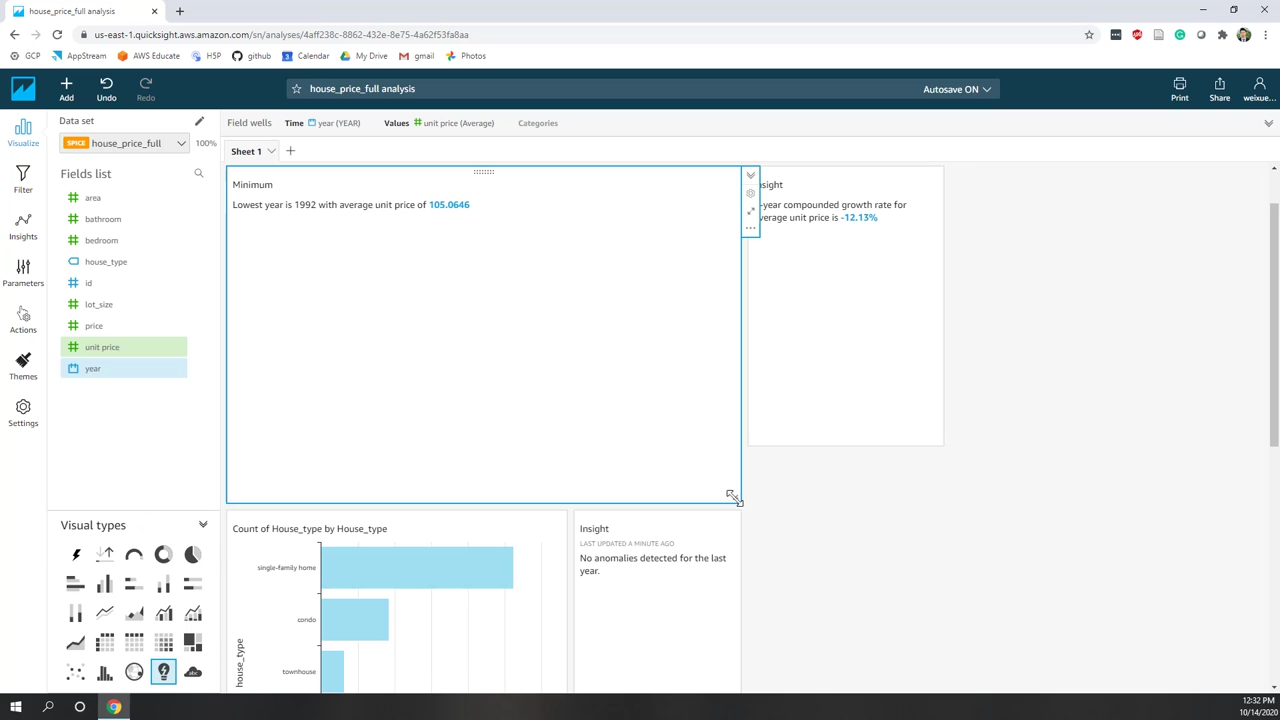 house_price_full analysis
us-east-1.quicksight.aws.amazon.com/sn/analyses/4aff238c-8862-432e-8e75-4a62f53fa8aa
GCP
AppStream
AWS Educate
H5P
github
Calendar
My Drive
gmail
Photos
Add
Undo
Redo
house_price_full analysis
Autosave ON
Print
Share
weixue...
Visualize
Filter
Insights
Parameters
Actions
Themes
Settings
Data set
SPICE house_price_full 100%
Fields list
area
bathroom
bedroom
house_type
id
lot_size
price
unit price
year
Visual types
Field wells Time year (YEAR) Values unit price (Average) Categories
Sheet 1
Minimum
Lowest year is 1992 with average unit price of 105.0646
nsight
-year compounded growth rate for
verage unit price is -12.13%
Count of House_type by House_type
single-family home
condo
townhouse
house_type
Insight
LAST UPDATED A MINUTE AGO
No anomalies detected for the last
year.
abc
12:32 PM
10/14/2020